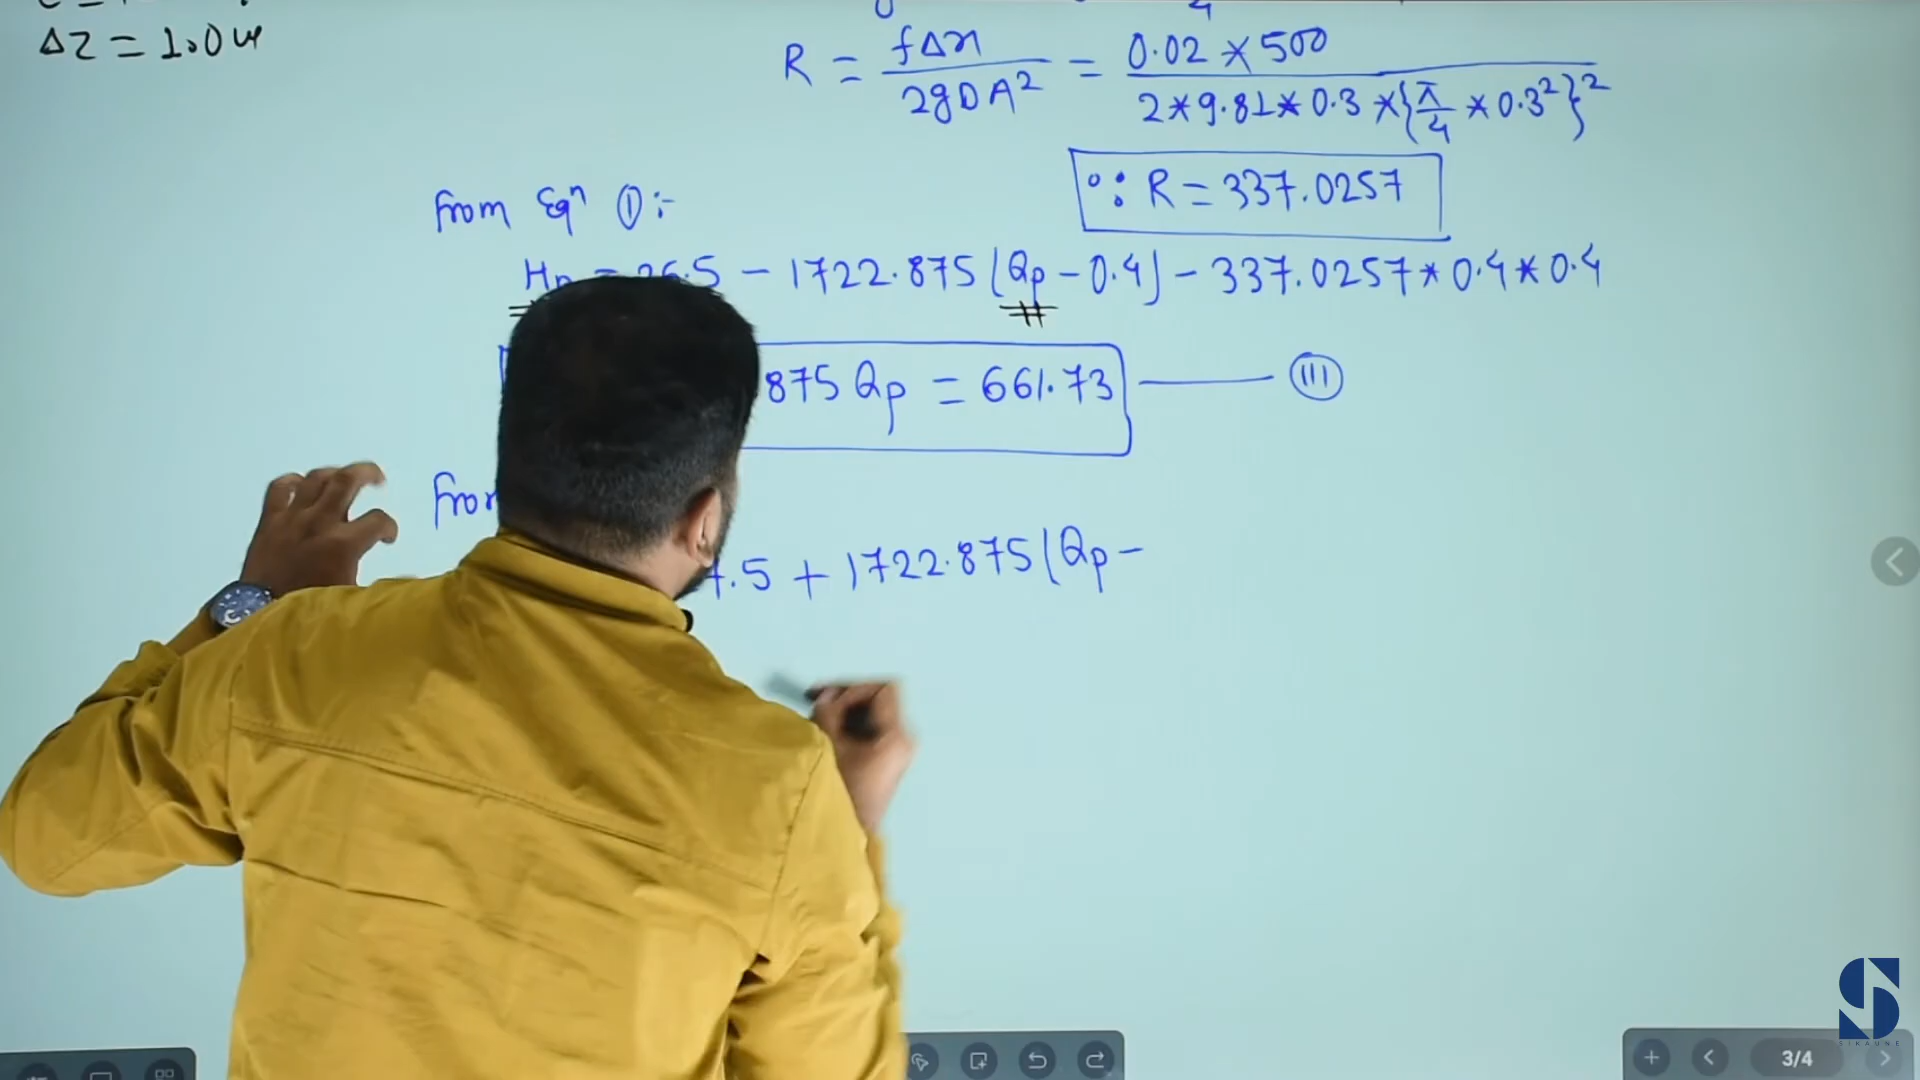 ΔZ = 1.0 m
R = fΔx / 2gDA² = 0.02 * 500 / 2*9.81*0.3*{π/4 * 0.3²}²
∴ R = 337.0257
From Eqⁿ ①:-
Hp = 26.5 - 1722.875 (Qp - 0.4) - 337.0257*0.4*0.4
875 Qp = 661.73 —— (III)
From
7.5 + 1722.875 (Qp -
S
SIKAUNE
3/4